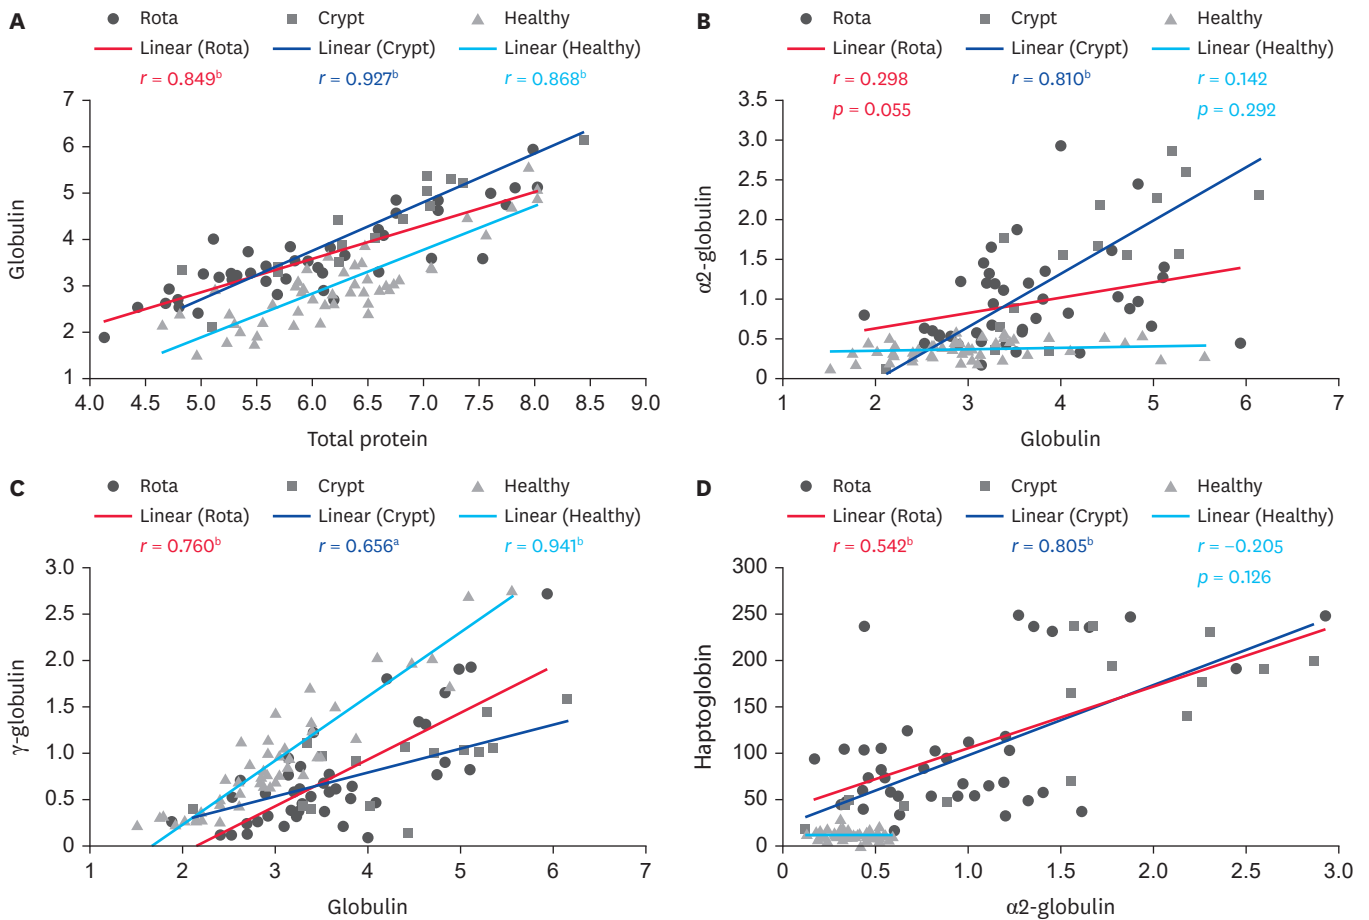 A
Rota Crypt Healthy
Linear (Rota) Linear (Crypt) Linear (Healthy)
r = 0.849ᵇ r = 0.927ᵇ r = 0.868ᵇ
Globulin
7
6
5
4
3
2
1
4.0 4.5 5.0 5.5 6.0 6.5 7.0 7.5 8.0 8.5 9.0
Total protein
B
Rota Crypt Healthy
Linear (Rota) Linear (Crypt) Linear (Healthy)
r = 0.298 r = 0.810ᵇ r = 0.142
p = 0.055 p = 0.292
α2-globulin
3.5
3.0
2.5
2.0
1.5
1.0
0.5
0
1 2 3 4 5 6 7
Globulin
C
Rota Crypt Healthy
Linear (Rota) Linear (Crypt) Linear (Healthy)
r = 0.760ᵇ r = 0.656ᵃ r = 0.941ᵇ
γ-globulin
3.0
2.5
2.0
1.5
1.0
0.5
0
1 2 3 4 5 6 7
Globulin
D
Rota Crypt Healthy
Linear (Rota) Linear (Crypt) Linear (Healthy)
r = 0.542ᵇ r = 0.805ᵇ r = −0.205
p = 0.126
Haptoglobin
300
250
200
150
100
50
0
0 0.5 1.0 1.5 2.0 2.5 3.0
α2-globulin